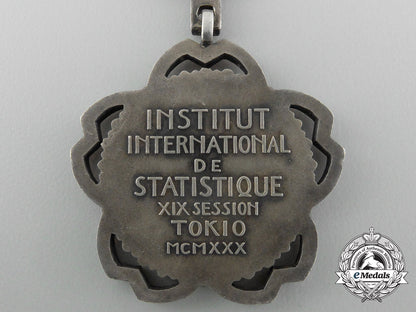 INSTITUT
INTERNATIONAL
DE
STATISTIQUE
XIX SESSION
TOKIO
MCMXXX
eMedals